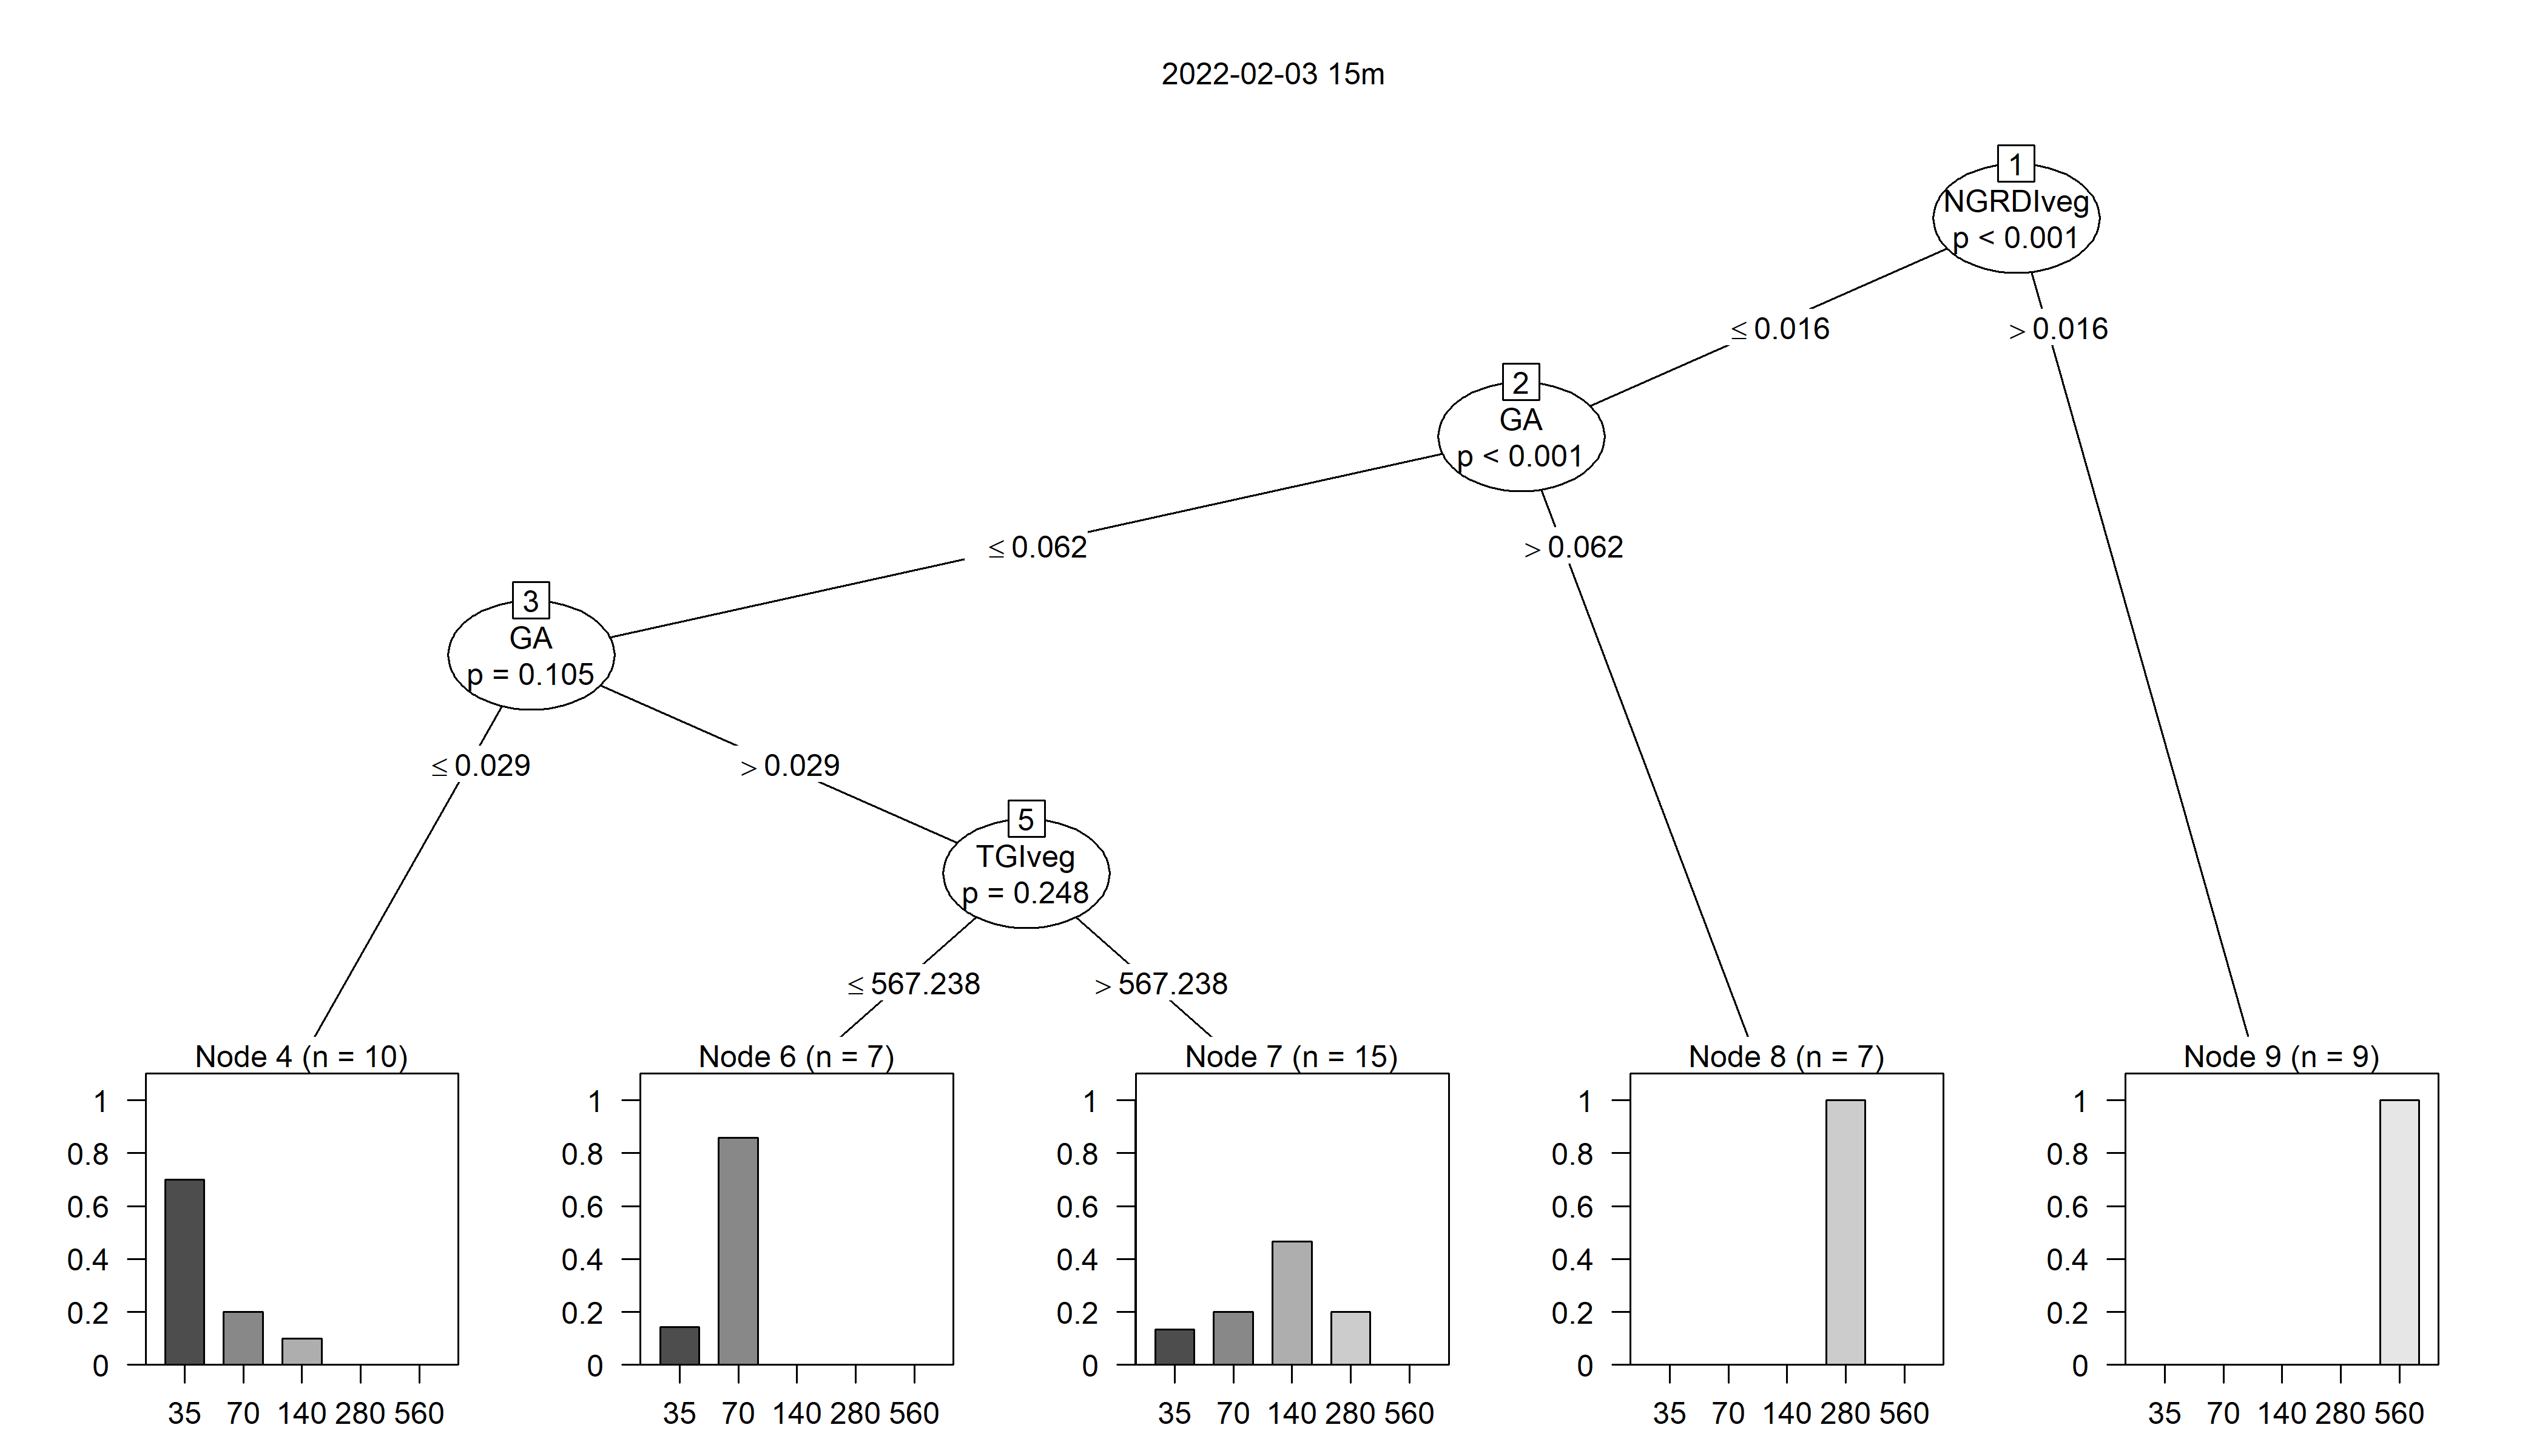 2022-02-03 15m
1
NGRDIveg
p < 0.001
≤ 0.016
> 0.016
2
GA
p < 0.001
≤ 0.062
> 0.062
3
GA
p = 0.105
≤ 0.029
> 0.029
5
TGIveg
p = 0.248
≤ 567.238
> 567.238
Node 4 (n = 10)
1
0.8
0.6
0.4
0.2
0
35 70 140 280 560
Node 6 (n = 7)
1
0.8
0.6
0.4
0.2
0
35 70 140 280 560
Node 7 (n = 15)
1
0.8
0.6
0.4
0.2
0
35 70 140 280 560
Node 8 (n = 7)
1
0.8
0.6
0.4
0.2
0
35 70 140 280 560
Node 9 (n = 9)
1
0.8
0.6
0.4
0.2
0
35 70 140 280 560